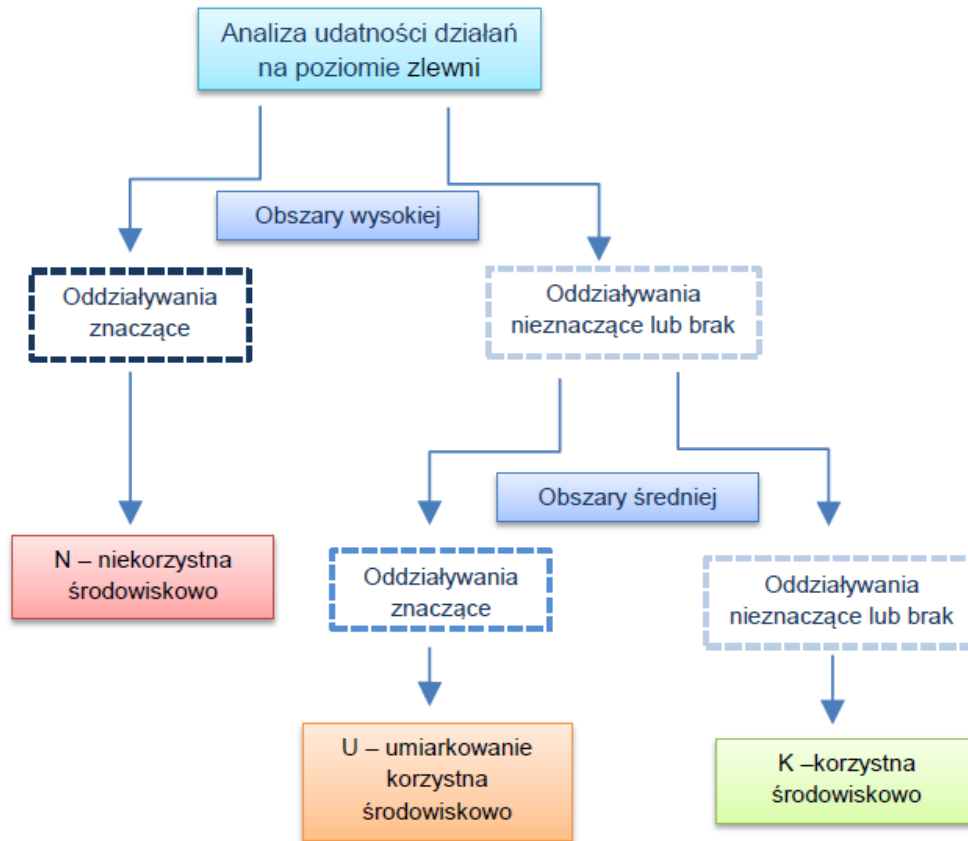 Analiza udatności działań
na poziomie zlewni
Obszary wysokiej
Oddziaływania
znaczące
Oddziaływania
nieznaczące lub brak
Obszary średniej
N – niekorzystna
środowiskowo
Oddziaływania
znaczące
Oddziaływania
nieznaczące lub brak
U – umiarkowanie
korzystna
środowiskowo
K –korzystna
środowiskowo